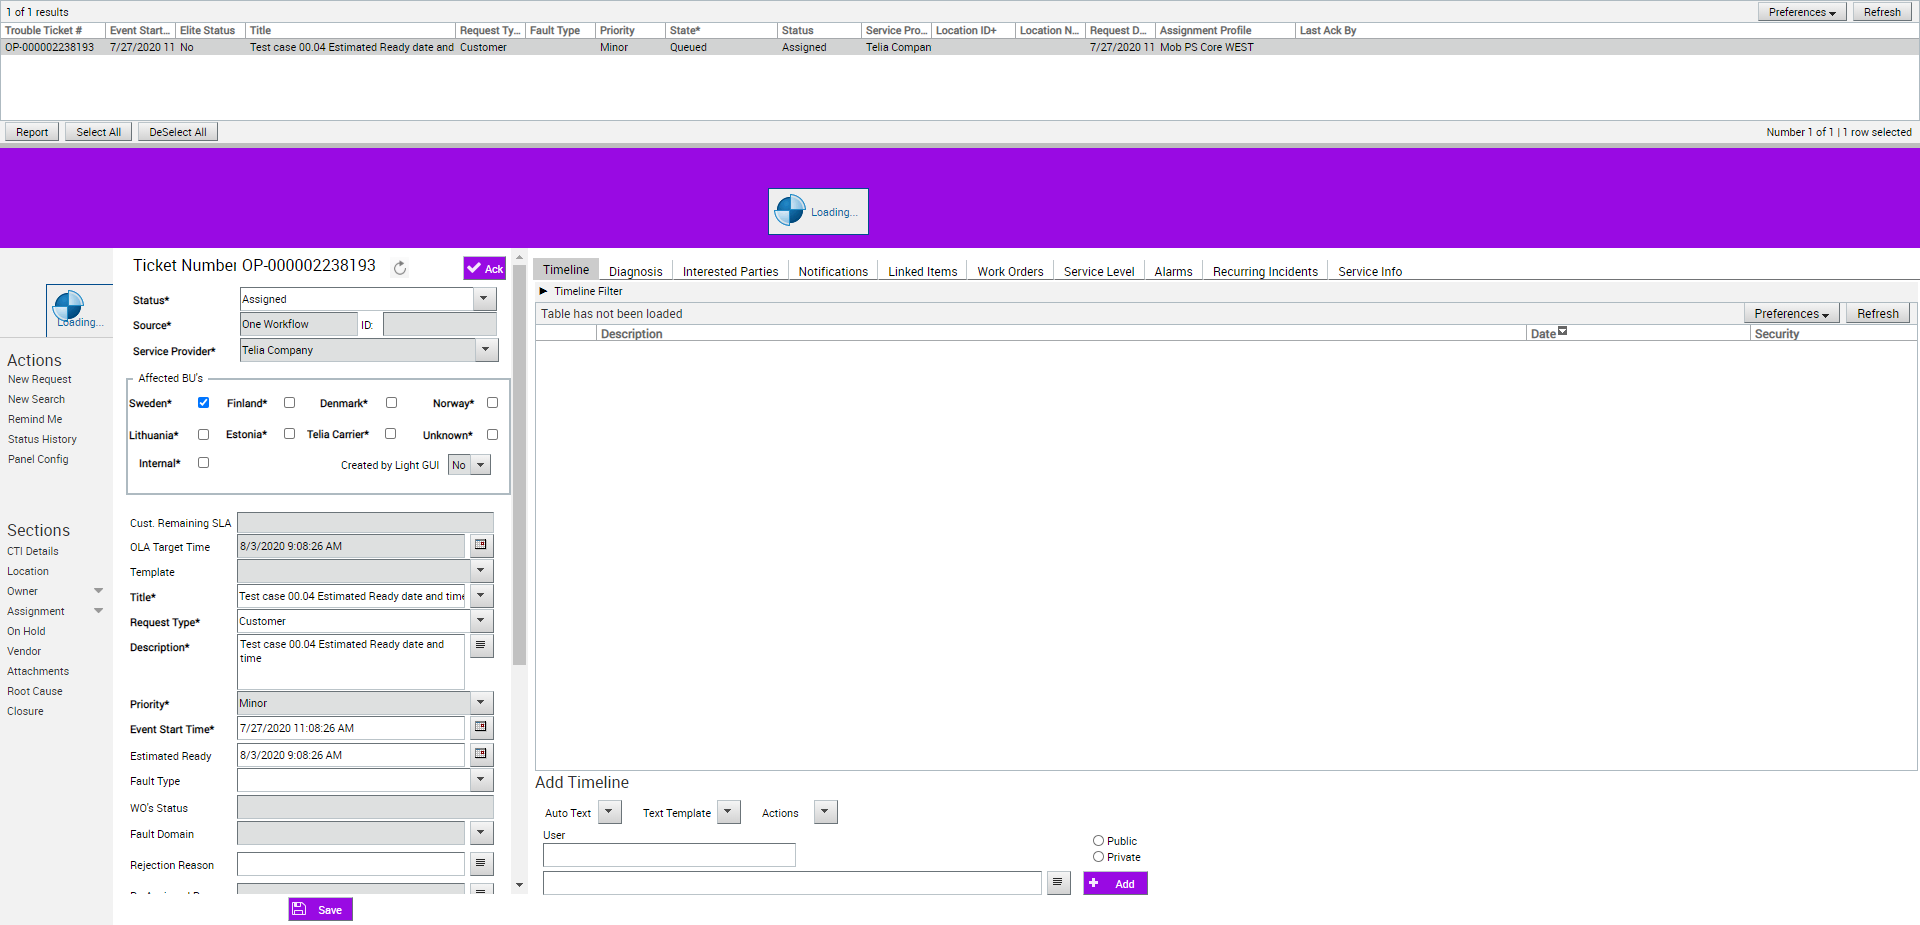 1 of 1 results
Preferences
Refresh
Trouble Ticket # Event Start... Elite Status Title Request Ty... Fault Type Priority State* Status Service Pro... Location ID+ Location N... Request D... Assignment Profile Last Ack By
OP-000002238193 7/27/2020 11 No Test case 00.04 Estimated Ready date and Customer Minor Queued Assigned Telia Compan 7/27/2020 11 Mob PS Core WEST
Report Select All DeSelect All Number 1 of 1 | 1 row selected
Loading...
Loading...
Actions
New Request
New Search
Remind Me
Status History
Panel Config
Sections
CTI Details
Location
Owner
Assignment
On Hold
Vendor
Attachments
Root Cause
Closure
Ticket Number OP-000002238193
Ack
Status* Assigned
Source* One Workflow ID:
Service Provider* Telia Company
Affected BU's
Sweden* Finland* Denmark* Norway*
Lithuania* Estonia* Telia Carrier* Unknown*
Internal* Created by Light GUI No
Cust. Remaining SLA
OLA Target Time 8/3/2020 9:08:26 AM
Template
Title* Test case 00.04 Estimated Ready date and time
Request Type* Customer
Description* Test case 00.04 Estimated Ready date and
time
Priority* Minor
Event Start Time* 7/27/2020 11:08:26 AM
Estimated Ready 8/3/2020 9:08:26 AM
Fault Type
WO's Status
Fault Domain
Rejection Reason
Save
Timeline Diagnosis Interested Parties Notifications Linked Items Work Orders Service Level Alarms Recurring Incidents Service Info
Timeline Filter
Table has not been loaded Preferences Refresh
Description Date Security
Add Timeline
Auto Text Text Template Actions
User
Public
Private
Add